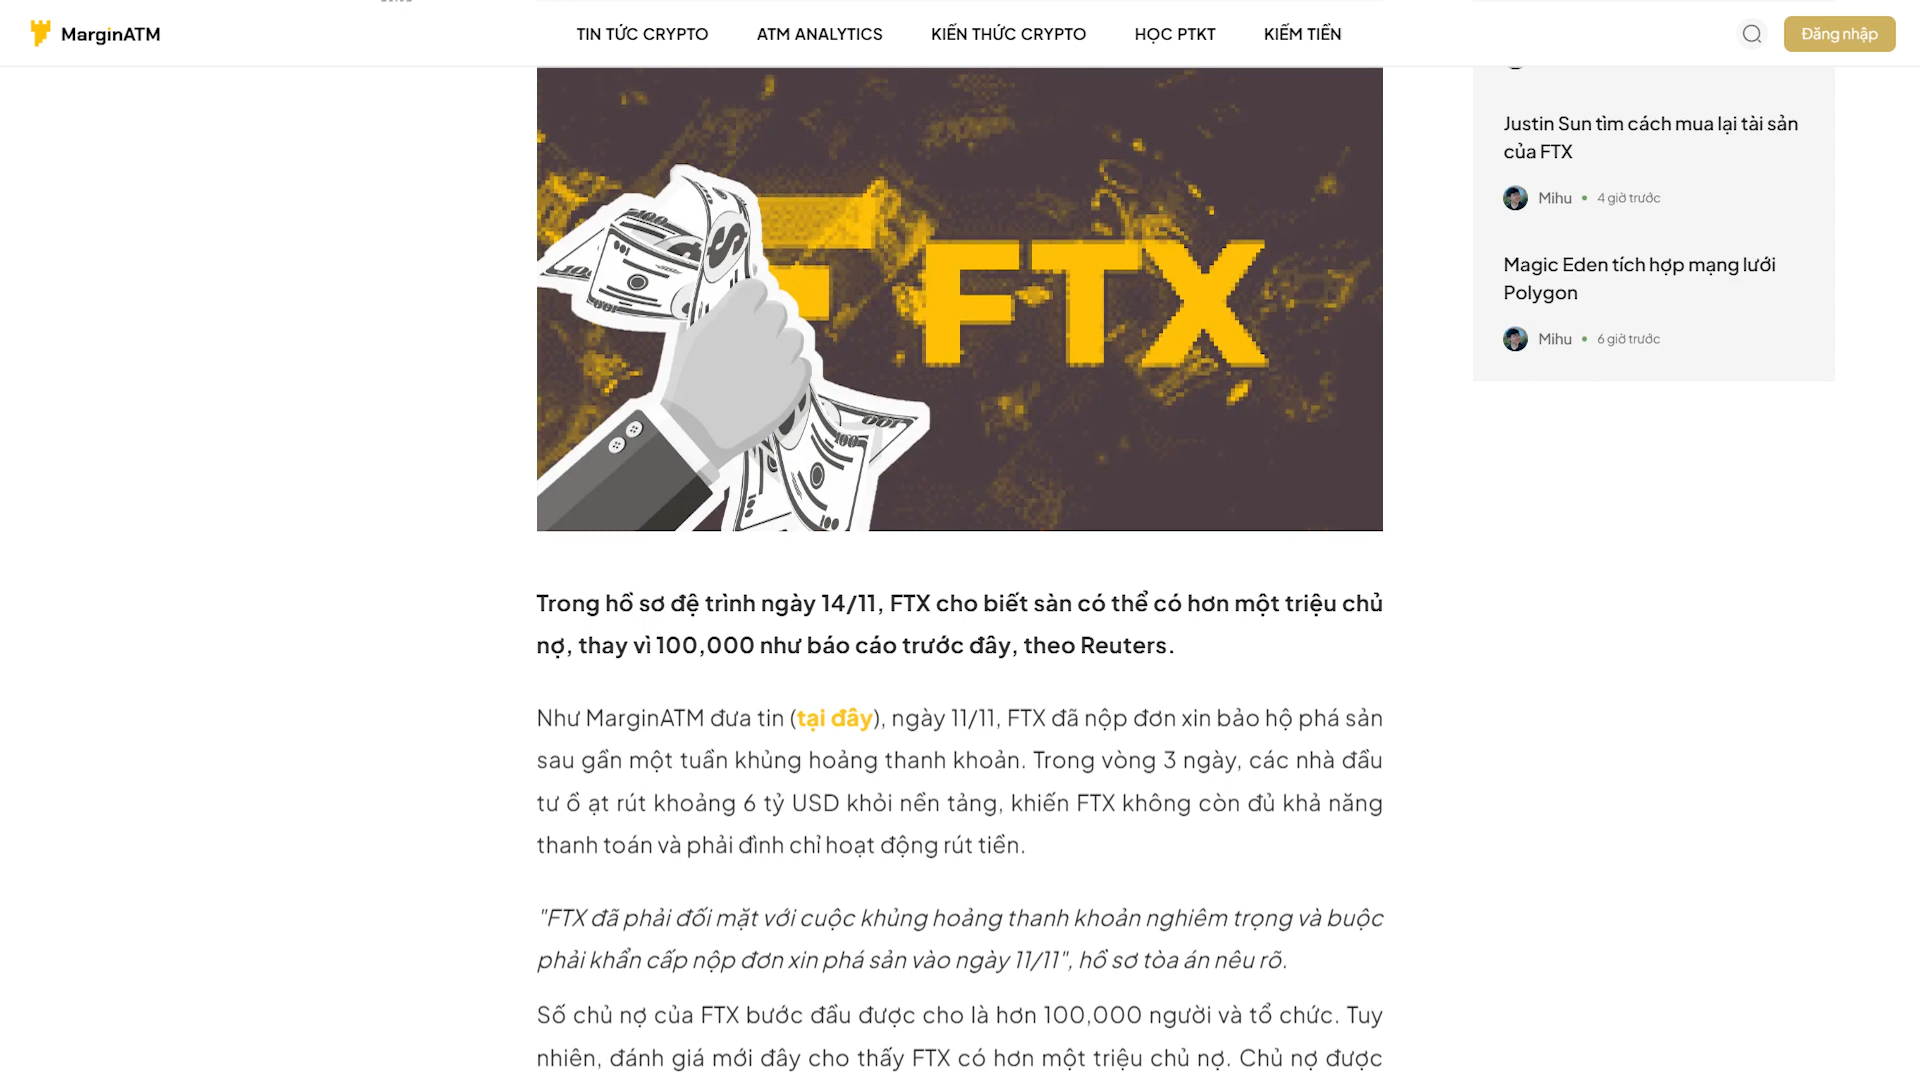 MarginATM
TIN TỨC CRYPTO
ATM ANALYTICS
KIẾN THỨC CRYPTO
HỌC PTKT
KIẾM TIỀN
Đăng nhập
FTX
Justin Sun tìm cách mua lại tài sản
của FTX
Mihu • 4 giờ trước
Magic Eden tích hợp mạng lưới
Polygon
Mihu • 6 giờ trước
Trong hồ sơ đệ trình ngày 14/11, FTX cho biết sàn có thể có hơn một triệu chủ
nợ, thay vì 100,000 như báo cáo trước đây, theo Reuters.
Như MarginATM đưa tin (tại đây), ngày 11/11, FTX đã nộp đơn xin bảo hộ phá sản
sau gần một tuần khủng hoảng thanh khoản. Trong vòng 3 ngày, các nhà đầu
tư ồ ạt rút khoảng 6 tỷ USD khỏi nền tảng, khiến FTX không còn đủ khả năng
thanh toán và phải đình chỉ hoạt động rút tiền.
"FTX đã phải đối mặt với cuộc khủng hoảng thanh khoản nghiêm trọng và buộc
phải khẩn cấp nộp đơn xin phá sản vào ngày 11/11", hồ sơ tòa án nêu rõ.
Số chủ nợ của FTX bước đầu được cho là hơn 100,000 người và tổ chức. Tuy
nhiên, đánh giá mới đây cho thấy FTX có hơn một triệu chủ nợ. Chủ nợ được